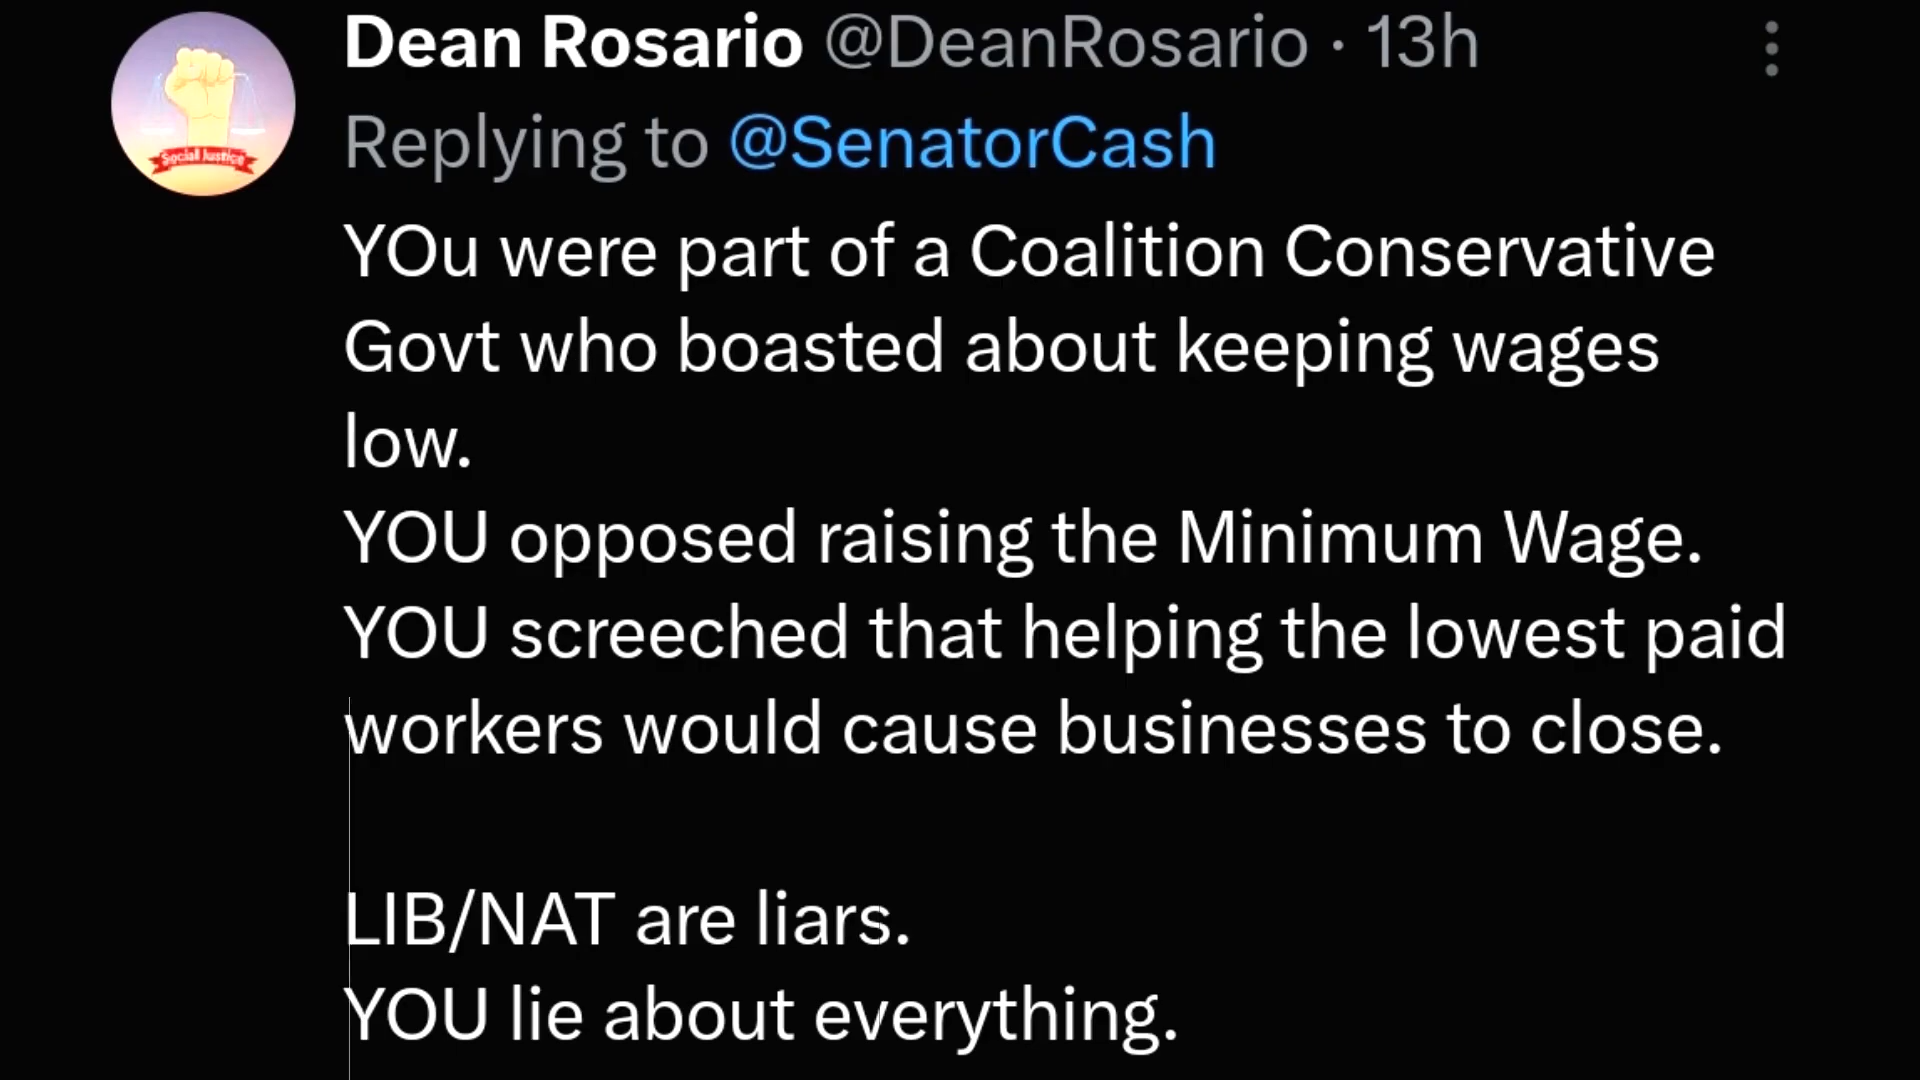 Dean Rosario @DeanRosario · 13h
Replying to @SenatorCash
Social Justice
YOu were part of a Coalition Conservative
Govt who boasted about keeping wages
low.
YOU opposed raising the Minimum Wage.
YOU screeched that helping the lowest paid
workers would cause businesses to close.
LIB/NAT are liars.
YOU lie about everything.